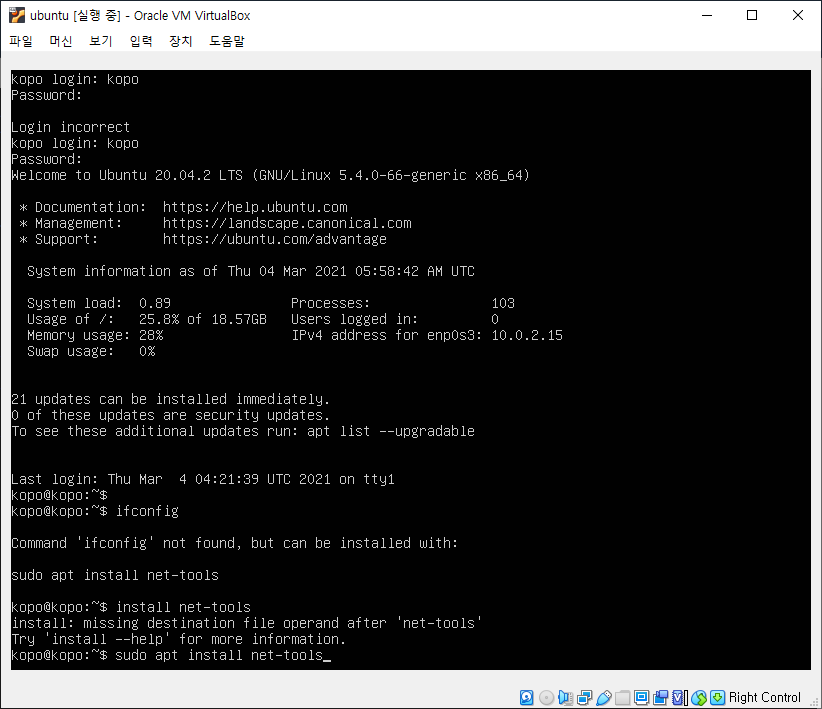 ubuntu [실행 중] - Oracle VM VirtualBox
파일 머신 보기 입력 장치 도움말
kopo login: kopo
Password:
Login incorrect
kopo login: kopo
Password:
Welcome to Ubuntu 20.04.2 LTS (GNU/Linux 5.4.0-66-generic x86_64)
* Documentation:  https://help.ubuntu.com
* Management:     https://landscape.canonical.com
* Support:        https://ubuntu.com/advantage
System information as of Thu 04 Mar 2021 05:58:42 AM UTC
System load:  0.89               Processes:               103
Usage of /:   25.8% of 18.57GB   Users logged in:         0
Memory usage: 28%                IPv4 address for enp0s3: 10.0.2.15
Swap usage:   0%
21 updates can be installed immediately.
0 of these updates are security updates.
To see these additional updates run: apt list --upgradable
Last login: Thu Mar  4 04:21:39 UTC 2021 on tty1
kopo@kopo:~$
kopo@kopo:~$ ifconfig
Command 'ifconfig' not found, but can be installed with:
sudo apt install net-tools
kopo@kopo:~$ install net-tools
install: missing destination file operand after 'net-tools'
Try 'install --help' for more information.
kopo@kopo:~$ sudo apt install net-tools_
Right Control